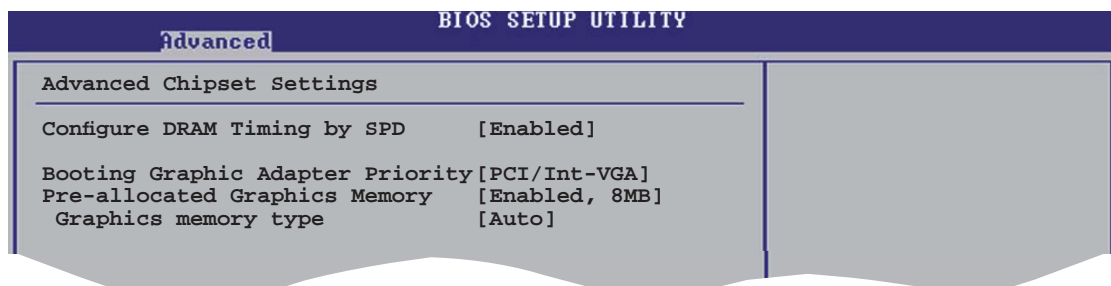 BIOS SETUP UTILITY
Advanced
Advanced Chipset Settings
Configure DRAM Timing by SPD [Enabled]
Booting Graphic Adapter Priority[PCI/Int-VGA]
Pre-allocated Graphics Memory [Enabled, 8MB]
Graphics memory type [Auto]